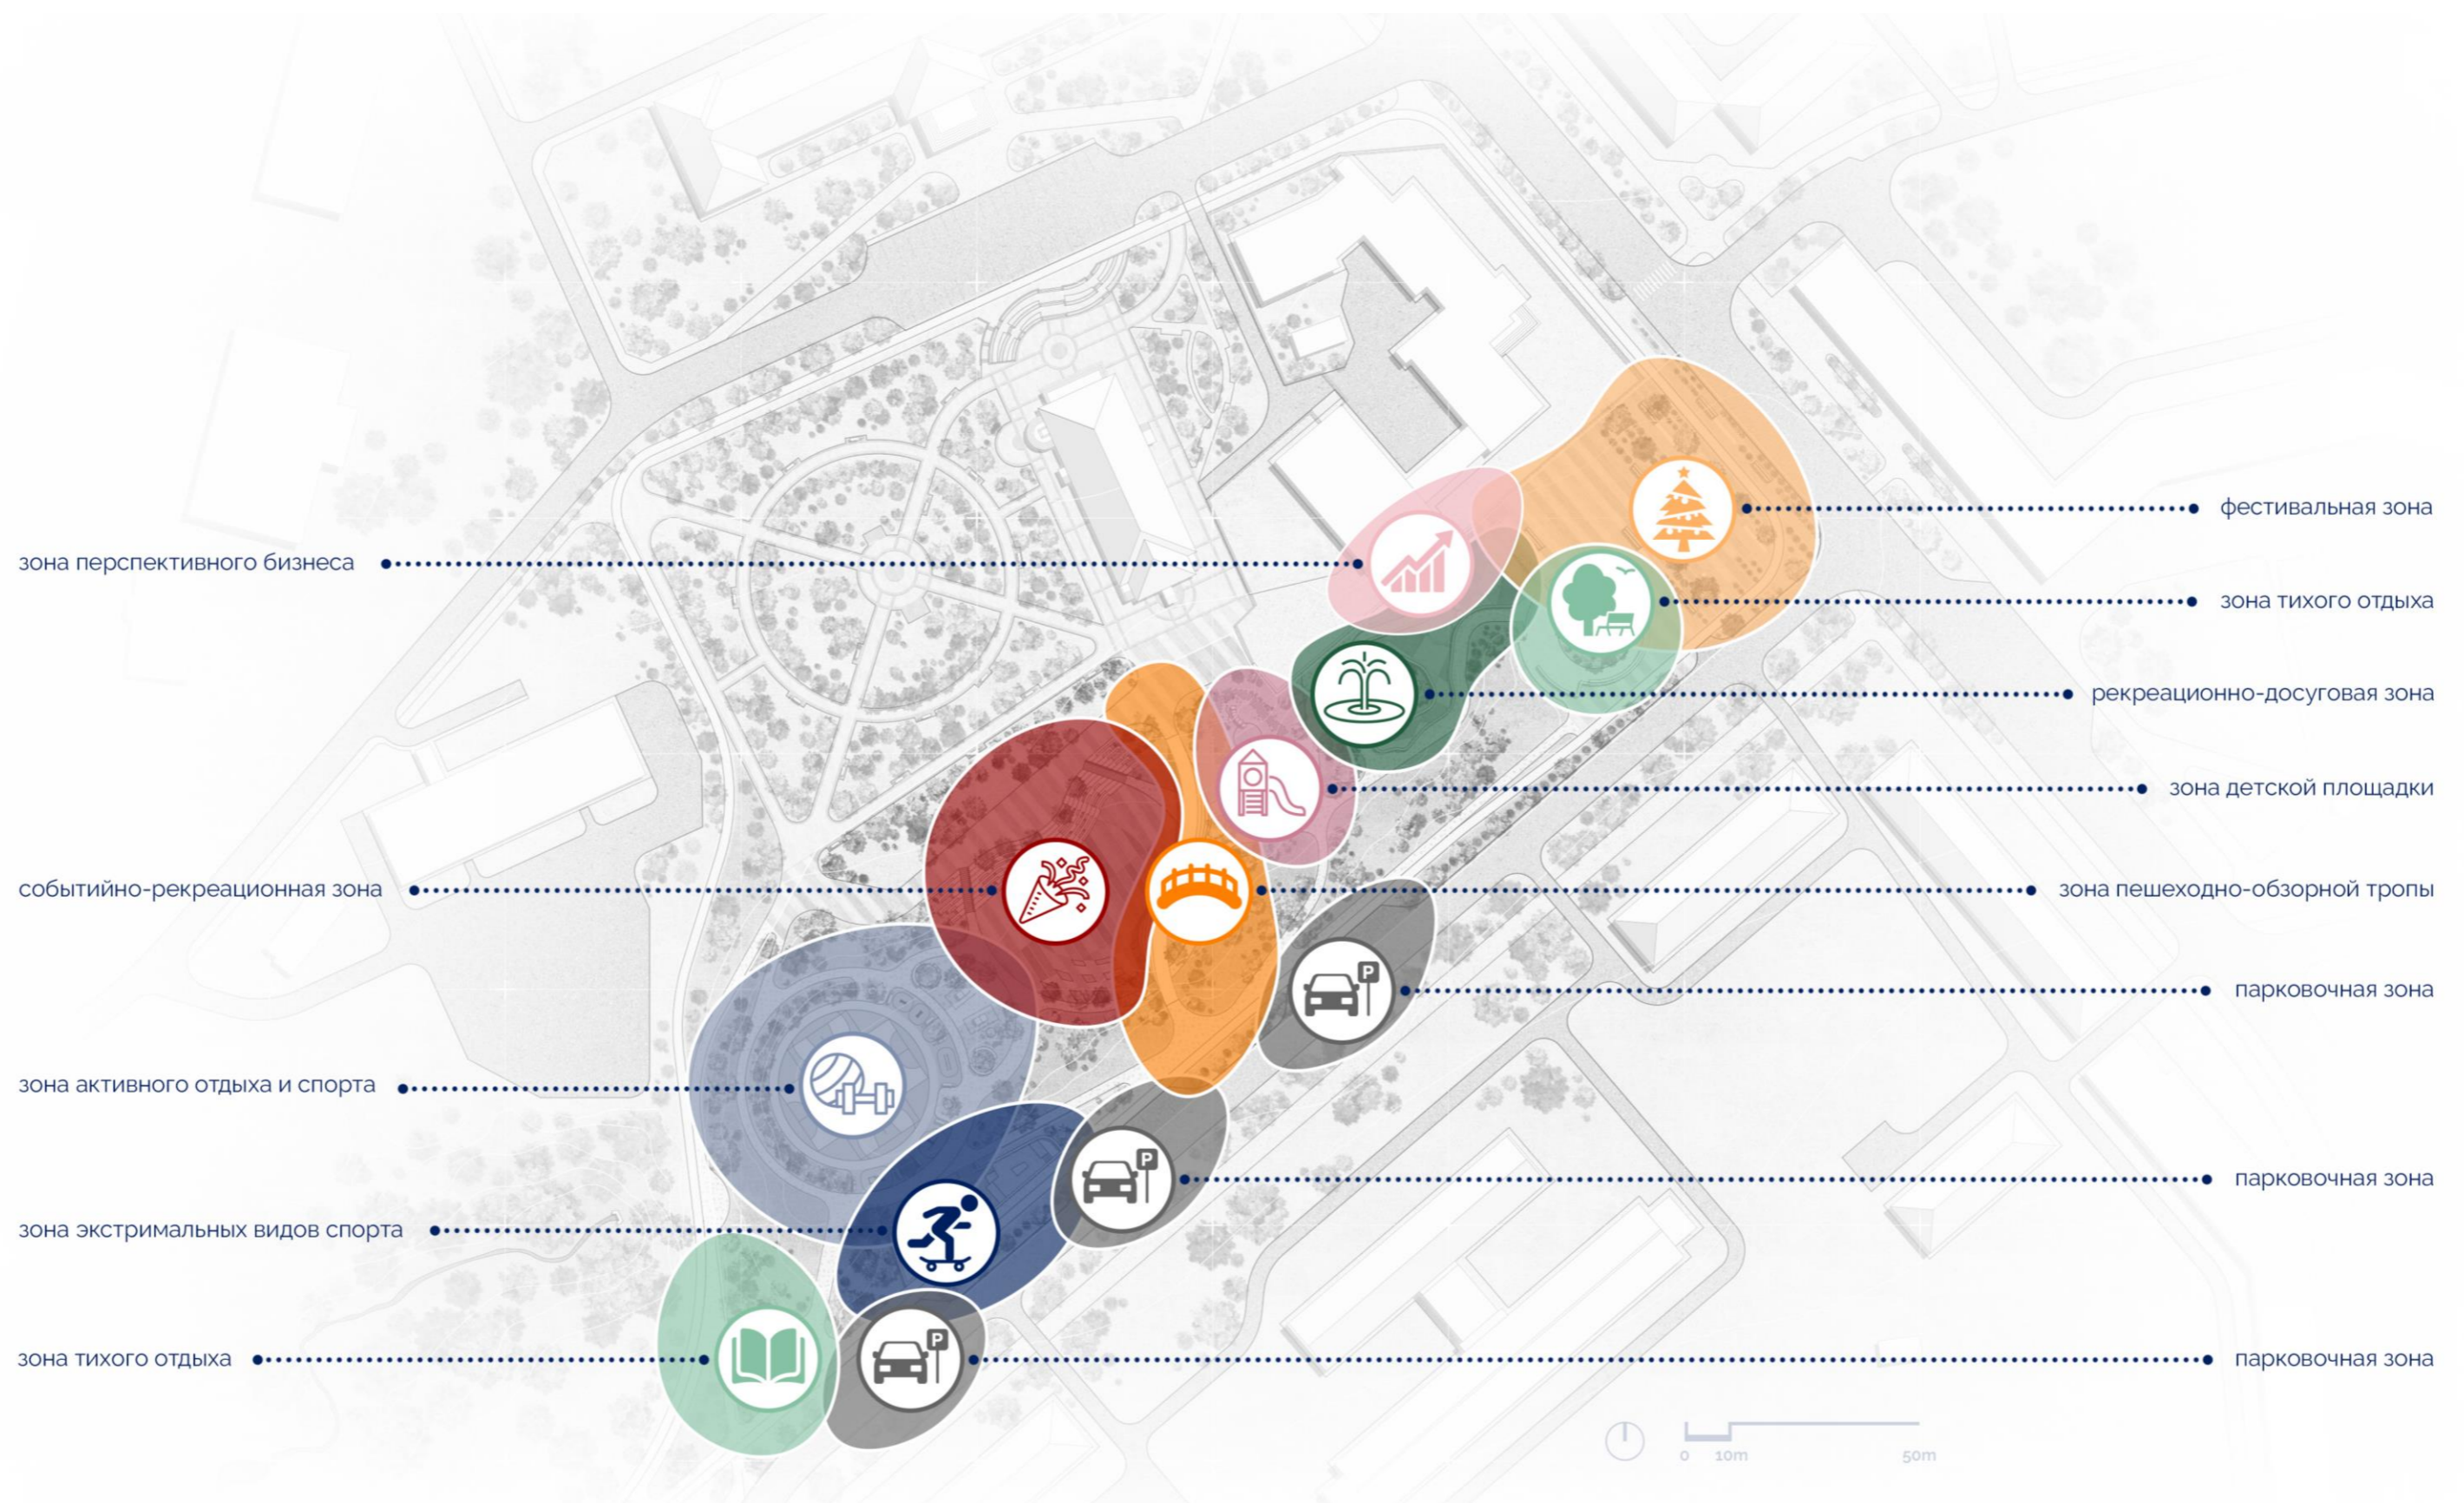 фестивальная зона
зона перспективного бизнеса
зона тихого отдыха
рекреационно-досуговая зона
зона детской площадки
событийно-рекреационная зона
зона пешеходно-обзорной тропы
P
парковочная зона
зона активного отдыха и спорта
P
парковочная зона
зона экстримальных видов спорта
P
зона тихого отдыха
парковочная зона
0 10m 50m